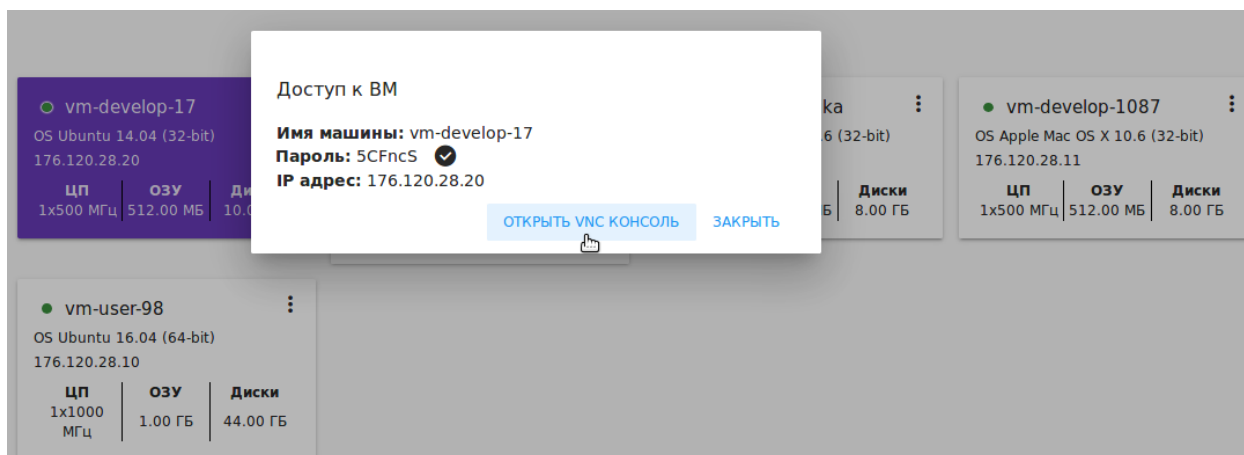 Доступ к ВМ
Имя машины: vm-develop-17
Пароль: 5CFncS
IP адрес: 176.120.28.20
ОТКРЫТЬ VNC КОНСОЛЬ ЗАКРЫТЬ
vm-develop-17
OS Ubuntu 14.04 (32-bit)
176.120.28.20
ЦП ОЗУ
1x500 МГц 512.00 МБ
(32-bit)
Диски
8.00 ГБ
vm-develop-1087
OS Apple Mac OS X 10.6 (32-bit)
176.120.28.11
ЦП ОЗУ Диски
1x500 МГц 512.00 МБ 8.00 ГБ
vm-user-98
OS Ubuntu 16.04 (64-bit)
176.120.28.10
ЦП ОЗУ Диски
1x1000
МГц
1.00 ГБ 44.00 ГБ